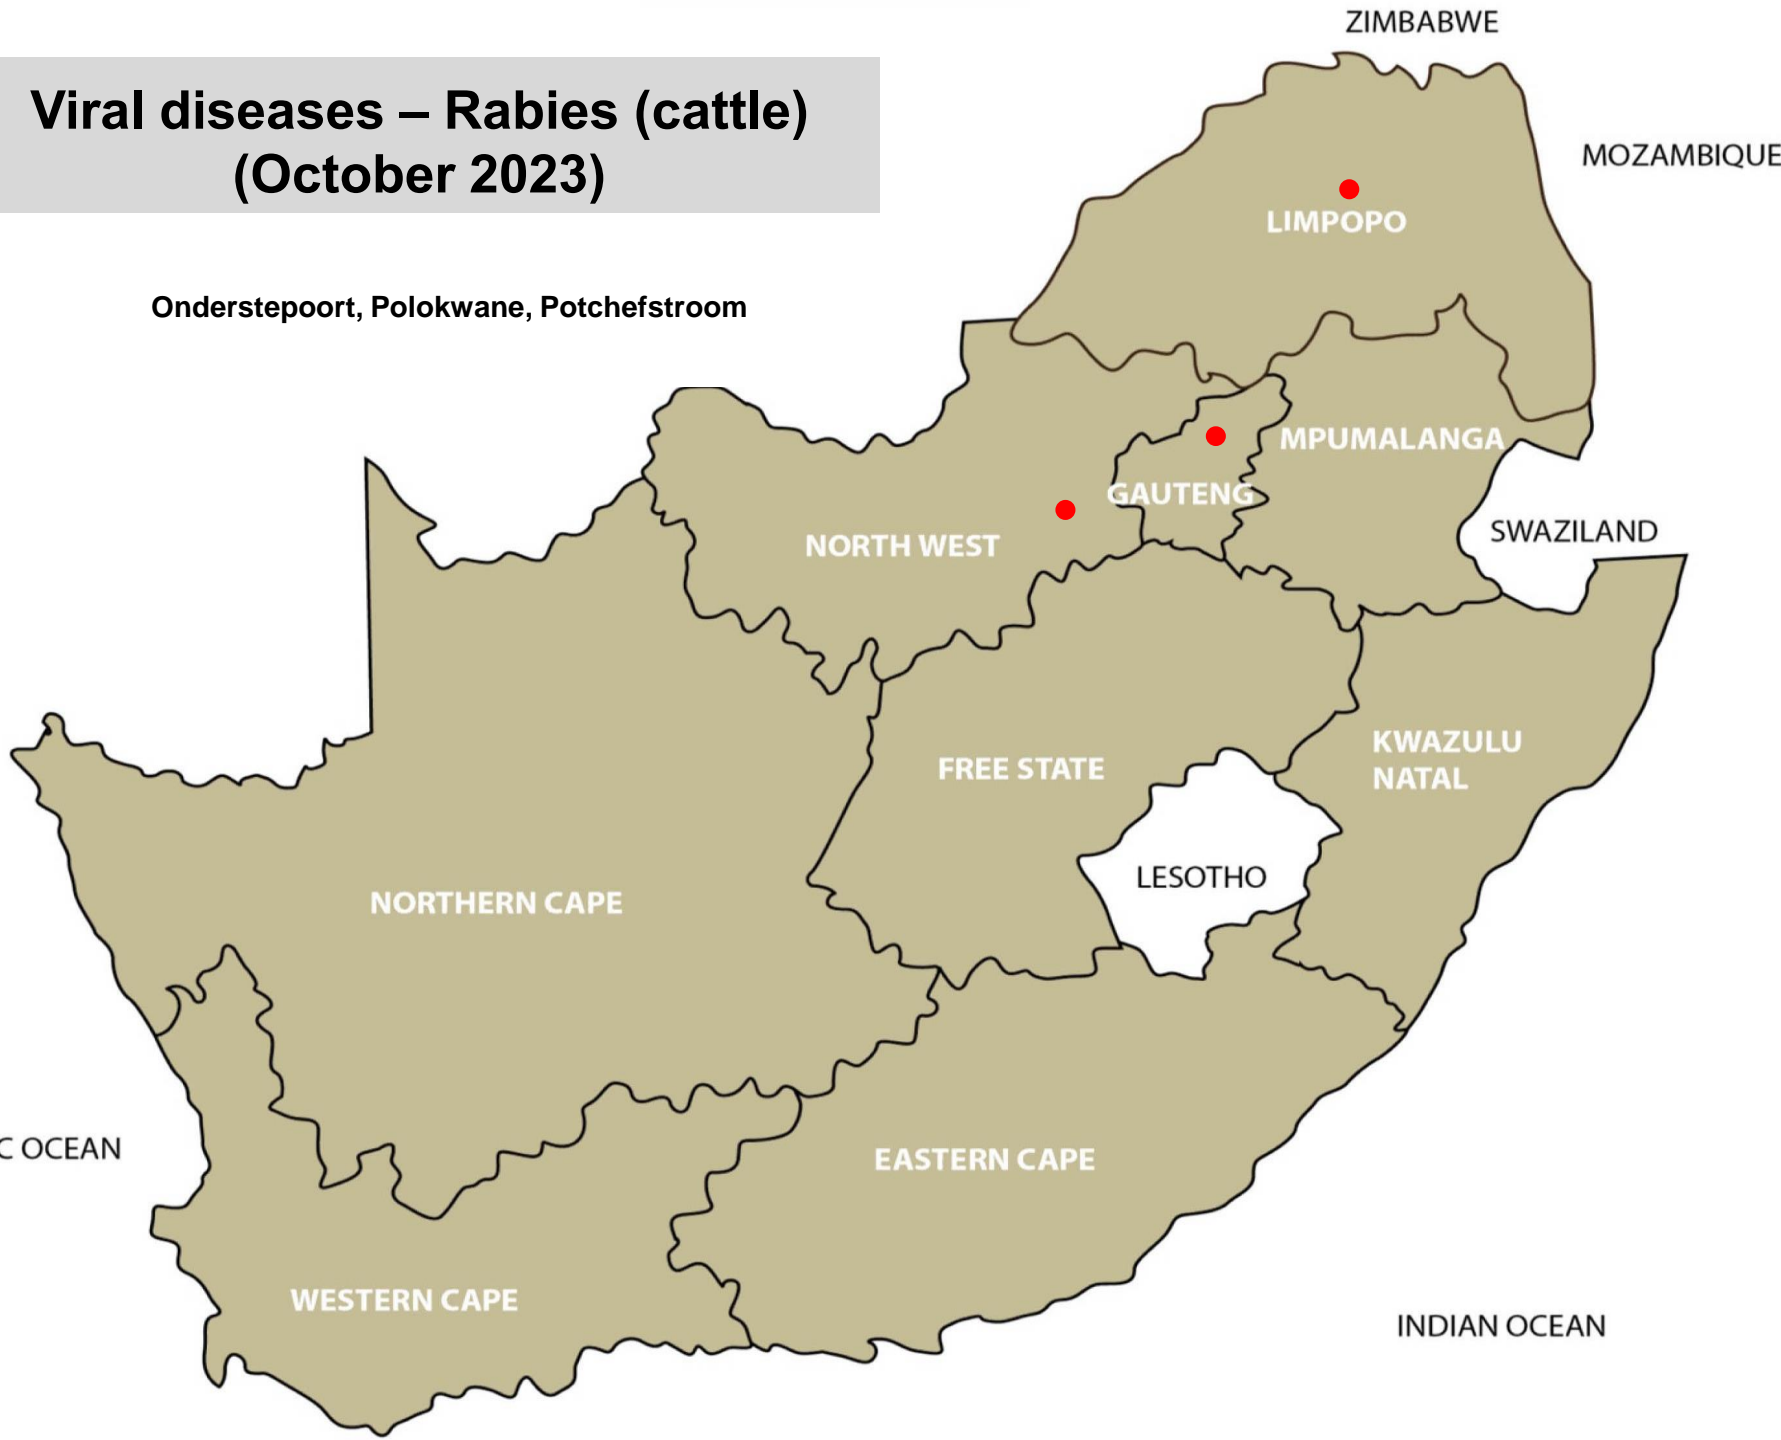 ZIMBABWE
Viral diseases – Rabies (cattle)
(October 2023)
MOZAMBIQUE
LIMPOPO
Onderstepoort, Polokwane, Potchefstroom
MPUMALANGA
GAUTENG
SWAZILAND
NORTH WEST
KWAZULU
NATAL
FREE STATE
LESOTHO
NORTHERN CAPE
C OCEAN
EASTERN CAPE
WESTERN CAPE
INDIAN OCEAN